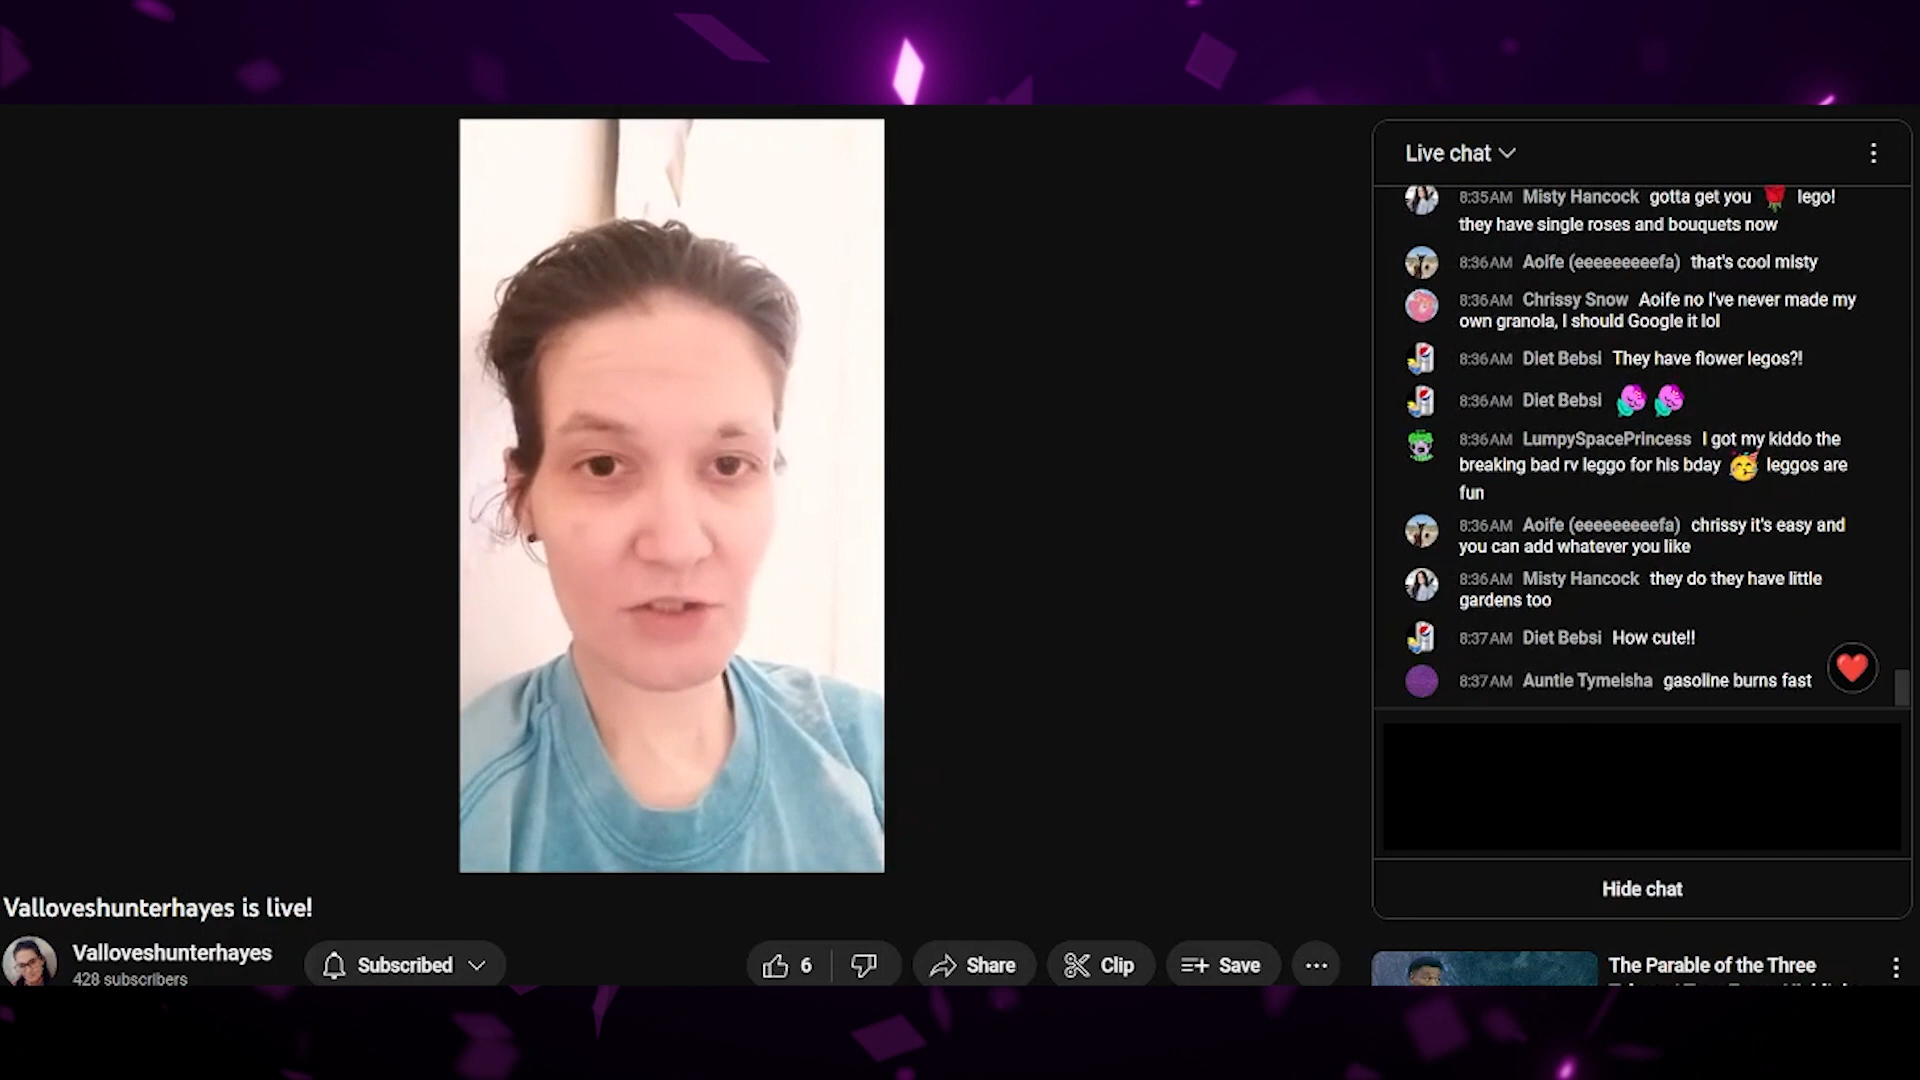 Live chat
8:35AM Misty Hancock gotta get you 🌹 lego!
they have single roses and bouquets now
8:36AM Aoife (eeeeeeeeefa) that's cool misty
8:36AM Chrissy Snow Aoife no I've never made my
own granola, I should Google it lol
8:36AM Diet Bebsi They have flower legos?!
8:36AM Diet Bebsi
8:36AM LumpySpacePrincess I got my kiddo the
breaking bad rv leggo for his bday 🥳 leggos are
fun
8:36AM Aoife (eeeeeeeeefa) chrissy it's easy and
you can add whatever you like
8:36AM Misty Hancock they do they have little
gardens too
8:37AM Diet Bebsi How cute!!
8:37AM Auntie Tymeisha gasoline burns fast
Hide chat
Valloveshunterhayes is live!
Valloveshunterhayes
428 subscribers
Subscribed
6
Share
Clip
Save
The Parable of the Three